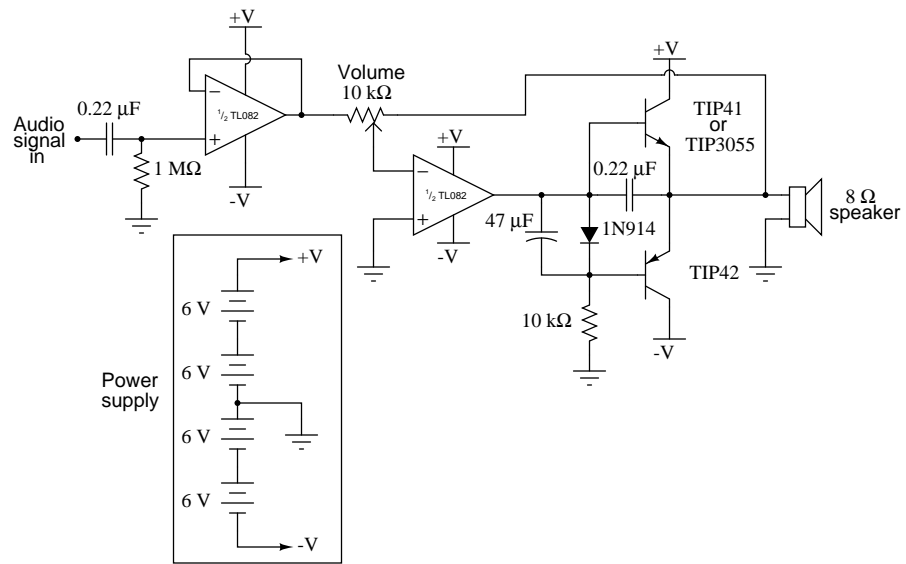 +V
Audio
signal
in
0.22 µF
1 MΩ
−
+
1/2 TL082
-V
Volume
10 kΩ
+V
−
+
1/2 TL082
-V
47 µF
0.22 µF
1N914
10 kΩ
+V
TIP41
or
TIP3055
TIP42
-V
8 Ω
speaker
Power
supply
+V
6 V
6 V
6 V
6 V
-V